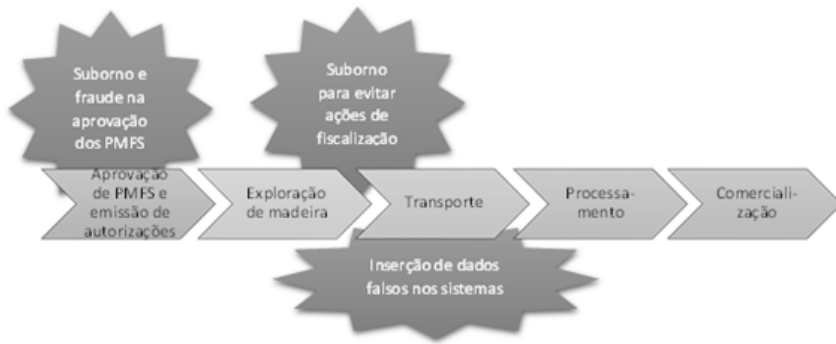 Suborno e
fraude na
aprovação
dos PMFS
Suborno
para evitar
ações de
fiscalização
Aprovação
de PMFS e
emissão de
autorizações
Exploração
de madeira
Transporte
Processa-
mento
Comerciali-
zação
Inserção de dados
falsos nos sistemas